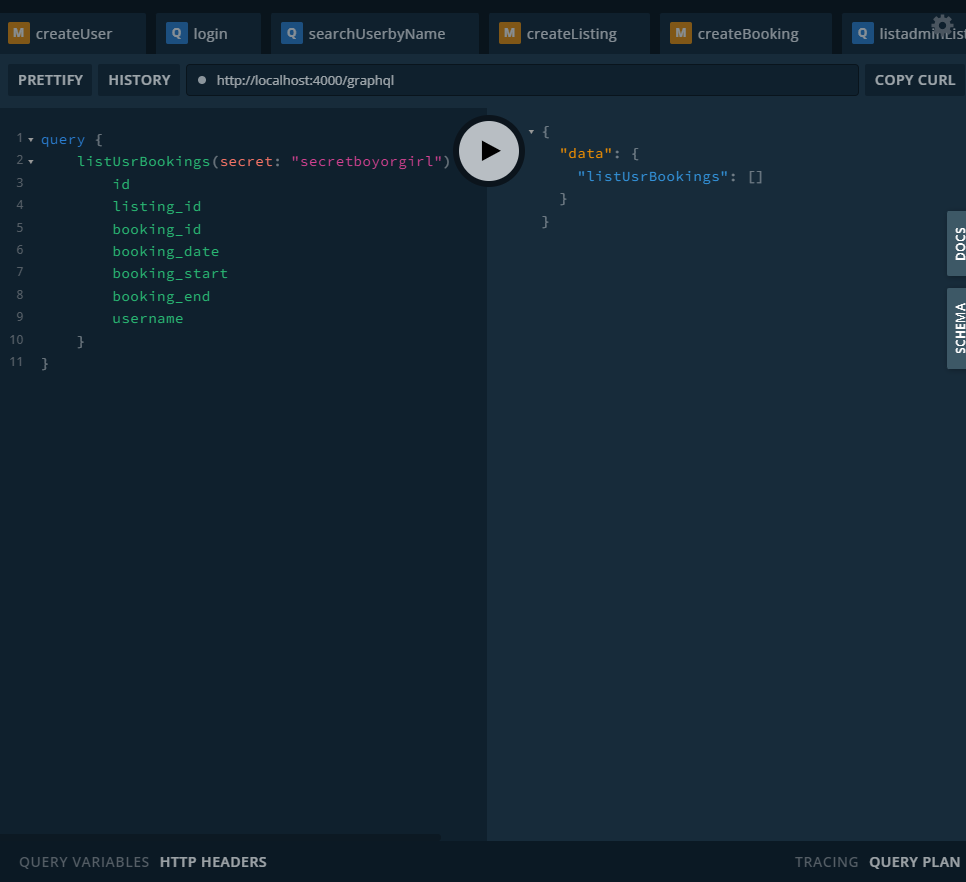 M createUser Q login Q searchUserbyName M createListing M createBooking Q listadminList
PRETTIFY HISTORY http://localhost:4000/graphql COPY CURL
1 query {
2 listUsrBookings(secret: "secretboyorgirl")
3 id
4 listing_id
5 booking_id
6 booking_date
7 booking_start
8 booking_end
9 username
10 }
11 }
{
"data": {
"listUsrBookings": []
}
}
DOCS
SCHEMA
QUERY VARIABLES HTTP HEADERS TRACING QUERY PLAN